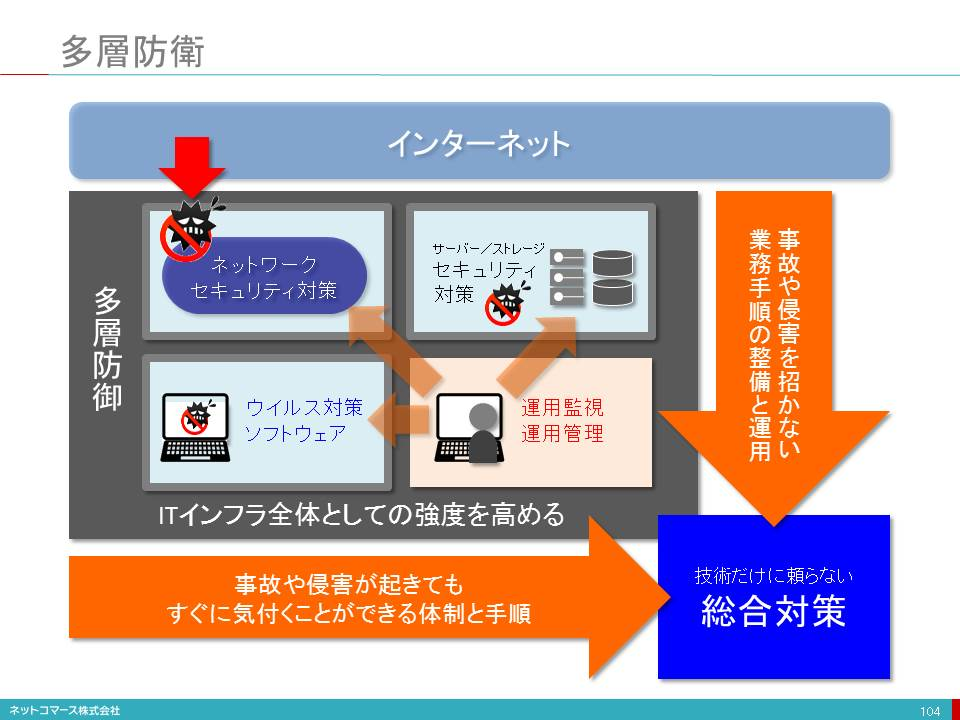 多層防衛
インターネット
多層防御
ネットワーク
セキュリティ対策
サーバー／ストレージ
セキュリティ
対策
ウイルス対策
ソフトウェア
運用監視
運用管理
ITインフラ全体としての強度を高める
事故や侵害を招かない
業務手順の整備と運用
事故や侵害が起きても
すぐに気付くことができる体制と手順
技術だけに頼らない
総合対策
ネットコマース株式会社
104